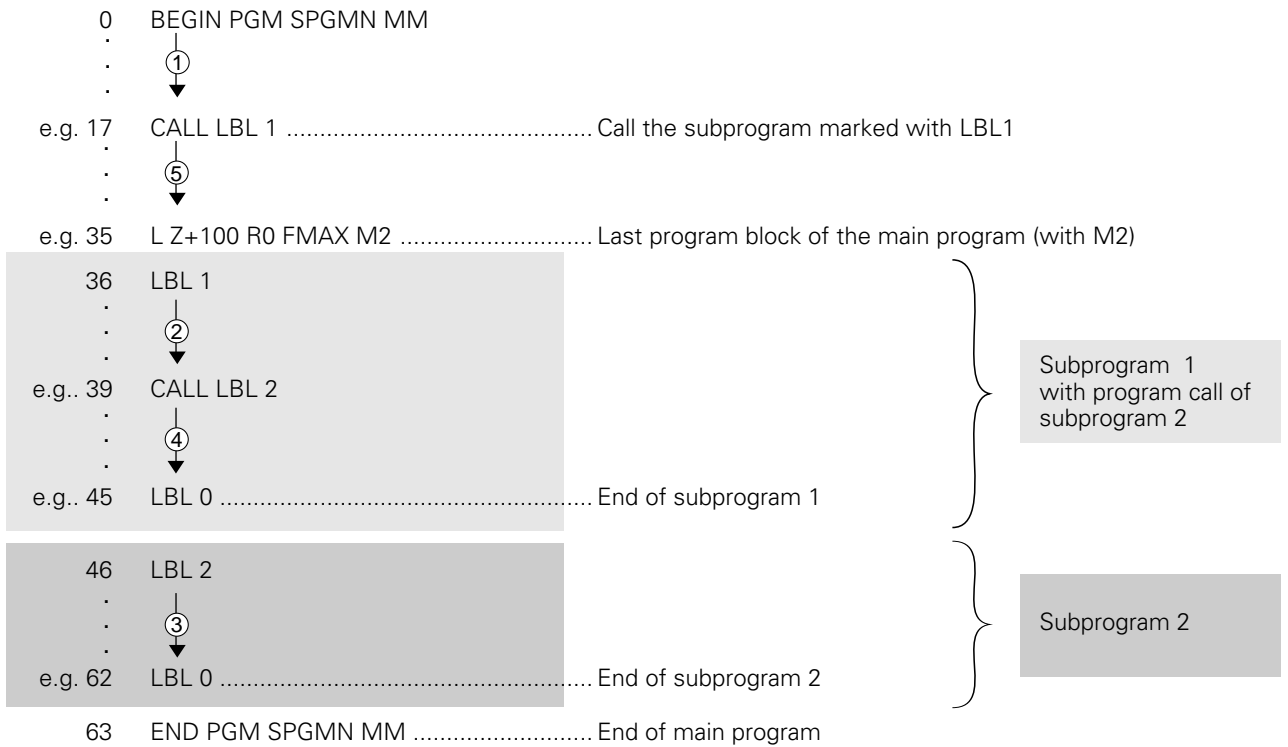 0 BEGIN PGM SPGMN MM
.
. 1
.
e.g. 17 CALL LBL 1 ............................................. Call the subprogram marked with LBL1
.
. 5
.
e.g. 35 L Z+100 R0 FMAX M2 ............................ Last program block of the main program (with M2)
36 LBL 1
.
. 2
.
Subprogram 1
with program call of
subprogram 2
e.g.. 39 CALL LBL 2
.
. 4
.
e.g.. 45 LBL 0 ....................................................... End of subprogram 1
46 LBL 2
.
. 3
.
Subprogram 2
e.g. 62 LBL 0 ....................................................... End of subprogram 2
63 END PGM SPGMN MM .......................... End of main program